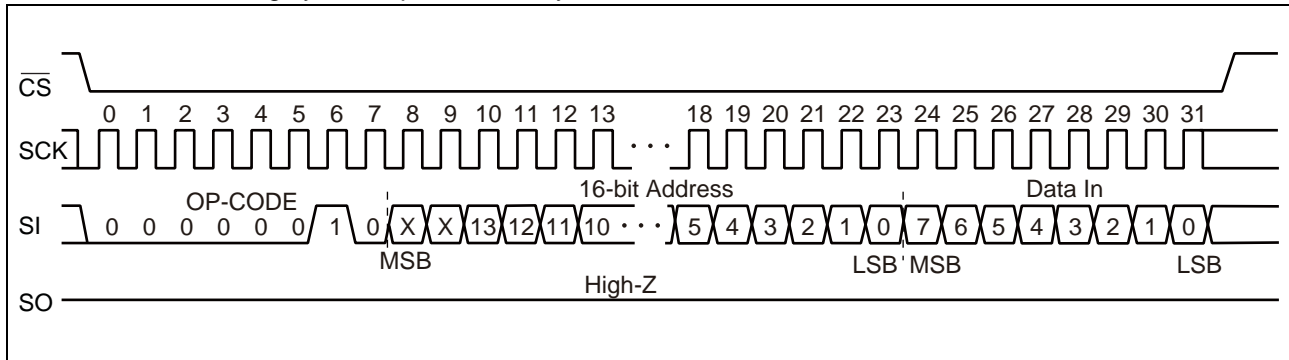 CS
0 1 2 3 4 5 6 7 8 9 10 11 12 13 18 19 20 21 22 23 24 25 26 27 28 29 30 31
SCK
···
OP-CODE 16-bit Address Data In
SI 0 0 0 0 0 0 1 0 X X 13 12 11 10 ··· 5 4 3 2 1 0 7 6 5 4 3 2 1 0
MSB LSB MSB LSB
High-Z
SO